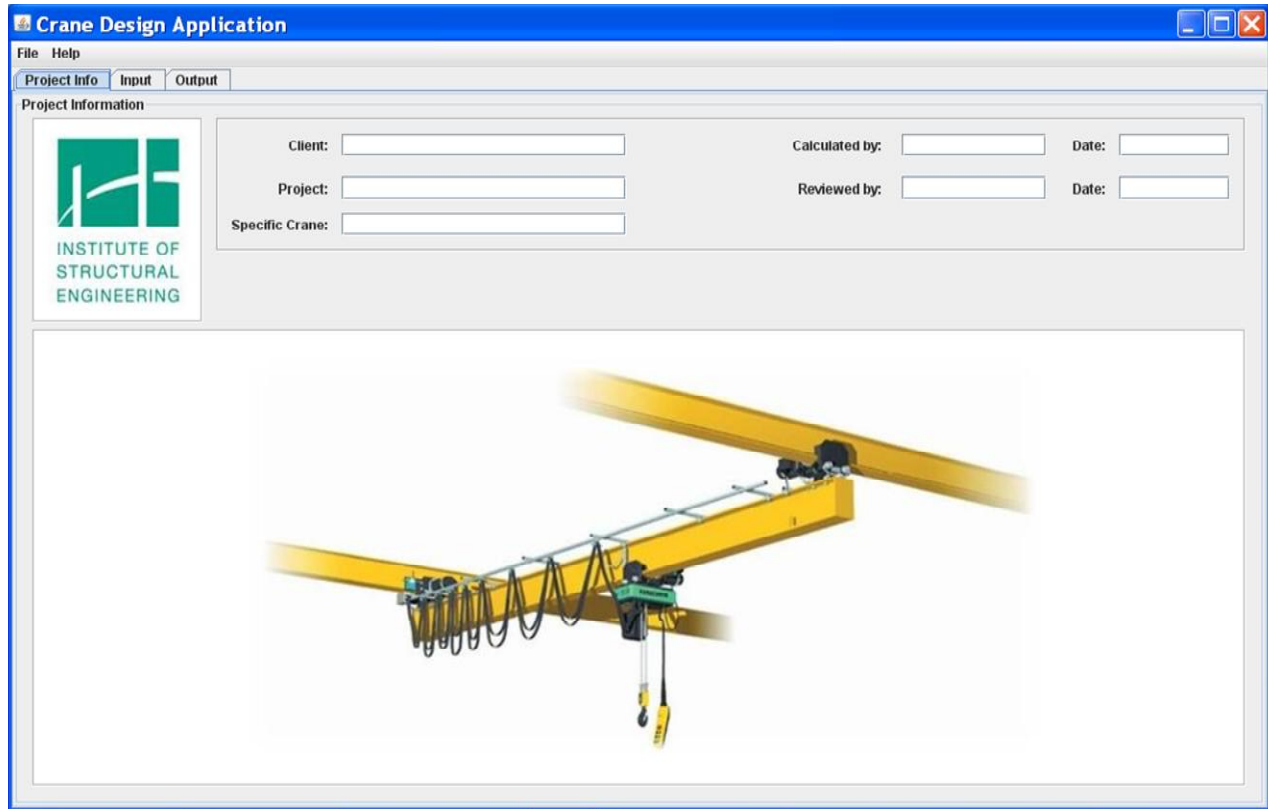 Crane Design Application
File Help
Project Info Input Output
Project Information
Client: Calculated by: Date:
Project: Reviewed by: Date:
Specific Crane:
INSTITUTE OF
STRUCTURAL
ENGINEERING